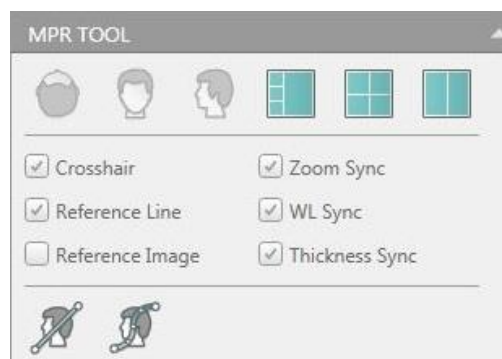 MPR TOOL
Crosshair
Zoom Sync
Reference Line
WL Sync
Reference Image
Thickness Sync